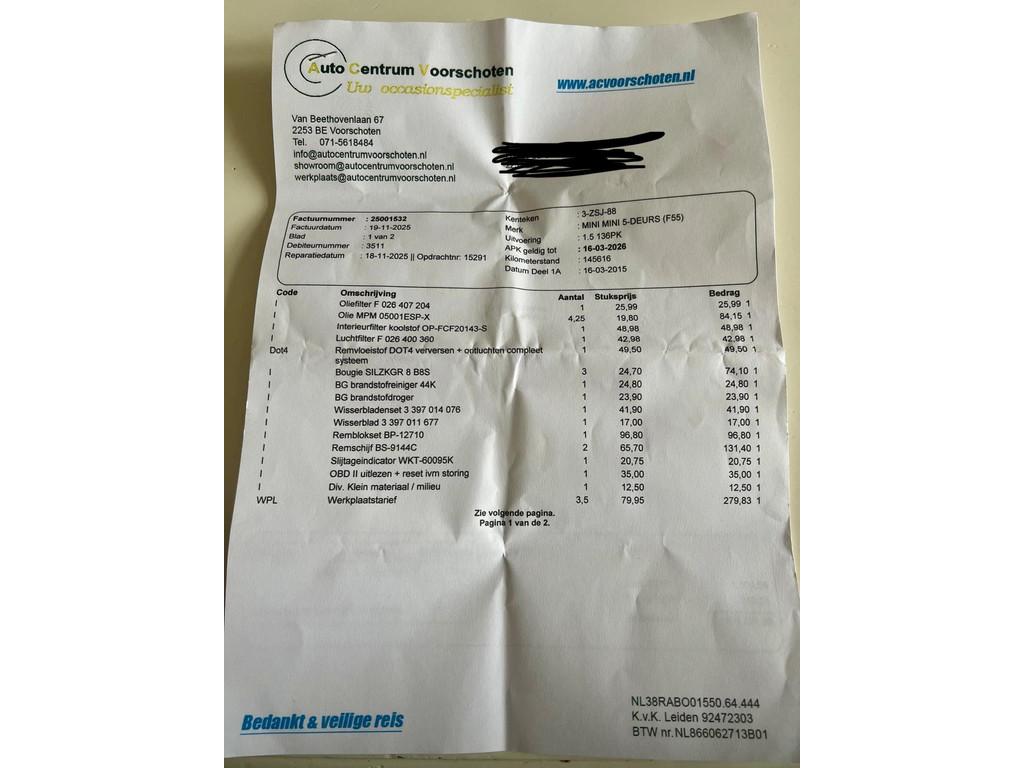 Auto Centrum Voorschoten
Uw occasionspecialist
www.acvoorschoten.nl
Van Beethovenlaan 67
2253 BE Voorschoten
Tel. 071-5618484
info@autocentrumvoorschoten.nl
showroom@autocentrumvoorschoten.nl
werkplaats@autocentrumvoorschoten.nl
Factuurnummer : 25001532
Factuurdatum : 19-11-2025
Blad : 1 van 2
Debiteurnummer : 3511
Reparatiedatum : 18-11-2025 || Opdrachtnr: 15291
Kenteken : 3-ZSJ-88
Merk : MINI MINI 5-DEURS (F55)
Uitvoering : 1.5 136PK
APK geldig tot : 16-03-2026
Kilometerstand : 145616
Datum Deel 1A : 16-03-2015
Code Omschrijving Aantal Stuksprijs Bedrag
I Oliefilter F 026 407 204 1 25,99 25,99 1
I Olie MPM 05001ESP-X 4,25 19,80 84,15 1
I Interieurfilter koolstof OP-FCF20143-S 1 48,98 48,98 1
I Luchtfilter F 026 400 360 1 42,98 42,98 1
Dot4 Remvloeistof DOT4 verversen + ontluchten compleet 1 49,50 49,50 1
systeem
I Bougie SILZKGR 8 B8S 3 24,70 74,10 1
I BG brandstofreiniger 44K 1 24,80 24,80 1
I BG brandstofdroger 1 23,90 23,90 1
I Wisserbladenset 3 397 014 076 1 41,90 41,90 1
I Wisserblad 3 397 011 677 1 17,00 17,00 1
I Remblokset BP-12710 1 96,80 96,80 1
I Remschijf BS-9144C 2 65,70 131,40 1
I Slijtageindicator WKT-60095K 1 20,75 20,75 1
I OBD II uitlezen + reset ivm storing 1 35,00 35,00 1
I Div. Klein materiaal / milieu 1 12,50 12,50 1
WPL Werkplaatstarief 3,5 79,95 279,83 1
Zie volgende pagina.
Pagina 1 van de 2.
Bedankt & veilige reis
NL38RABO01550.64.444
K.v.K. Leiden 92472303
BTW nr.NL866062713B01